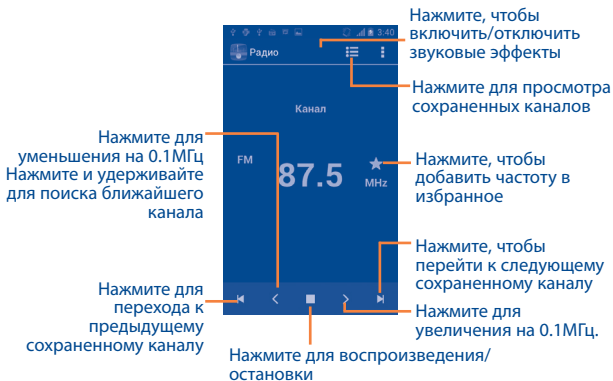 Нажмите, чтобы
включить/отключить
звуковые эффекты
3:40
Радио
Нажмите для просмотра
сохраненных каналов
Канал
Нажмите для
уменьшения на 0.1МГц
Нажмите и удерживайте
для поиска ближайшего
канала
FM
87.5
MHz
Нажмите, чтобы
добавить частоту в
избранное
Нажмите, чтобы
перейти к следующему
сохраненному каналу
Нажмите для
перехода к
предыдущему
сохраненному каналу
Нажмите для
увеличения на 0.1МГц.
Нажмите для воспроизведения/
остановки